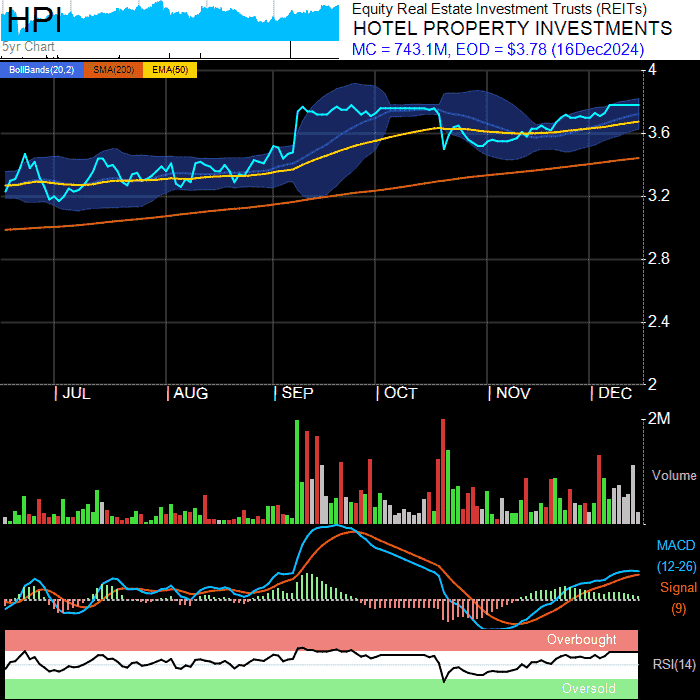 HPI
5yr Chart
Equity Real Estate Investment Trusts (REITs)
HOTEL PROPERTY INVESTMENTS
MC = 743.1M, EOD = $3.78 (16Dec2024)
BollBands(20,2) SMA(200) EMA(50)
4
3.6
3.2
2.8
2.4
2
JUL AUG SEP OCT NOV DEC
2M
Volume
MACD
(12-26)
Signal
(9)
Overbought
RSI(14)
Oversold